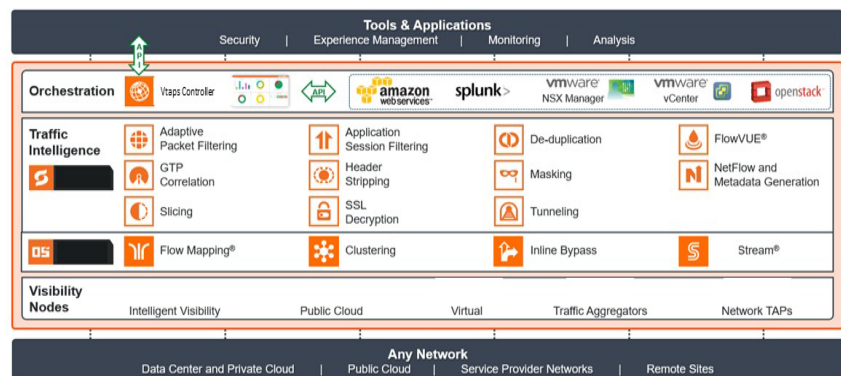 Tools & Applications
Security | Experience Management | Monitoring | Analysis
API
Orchestration
Vtaps Controller
API
amazon
webservices™
splunk>
vmware®
NSX Manager
vmware®
vCenter
openstack
Traffic
Intelligence
Adaptive
Packet Filtering
Application
Session Filtering
De-duplication
FlowVUE®
GTP
Correlation
Header
Stripping
Masking
NetFlow and
Metadata Generation
Slicing
SSL
Decryption
Tunneling
OS
Flow Mapping®
Clustering
Inline Bypass
Stream®
Visibility
Nodes
Intelligent Visibility
Public Cloud
Virtual
Traffic Aggregators
Network TAPs
Any Network
Data Center and Private Cloud | Public Cloud | Service Provider Networks | Remote Sites